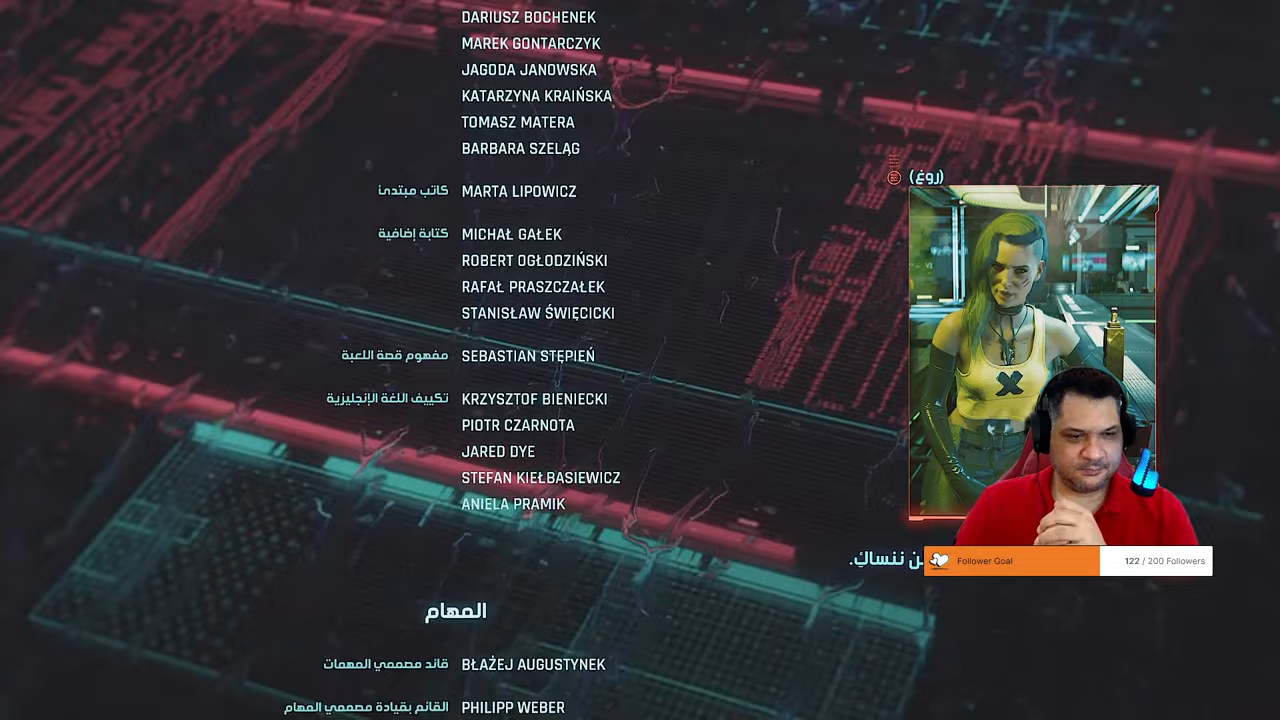 DARIUSZ BOCHENEK
MAREK GONTARCZYK
JAGODA JANOWSKA
KATARZYNA KRAIŃSKA
TOMASZ MATERA
BARBARA SZELĄG
كاتب مبتدئ MARTA LIPOWICZ
كتابة إضافية MICHAŁ GAŁEK
ROBERT OGŁODZIŃSKI
RAFAŁ PRASZCZAŁEK
STANISŁAW ŚWIĘCICKI
مفهوم قصة اللعبة SEBASTIAN STĘPIEŃ
تكييف اللغة الإنجليزية KRZYSZTOF BIENIECKI
PIOTR CZARNOTA
JARED DYE
STEFAN KIEŁBASIEWICZ
ANIELA PRAMIK
المهام
قائد مصممي المهمات BŁAŻEJ AUGUSTYNEK
القائم بقيادة مصممي المهام PHILIPP WEBER
(روغ)
ننساكِ.
Follower Goal
122 / 200 Followers